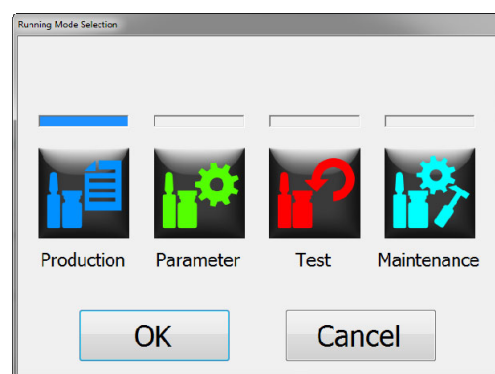 Running Mode Selection
Production Parameter Test Maintenance
OK Cancel